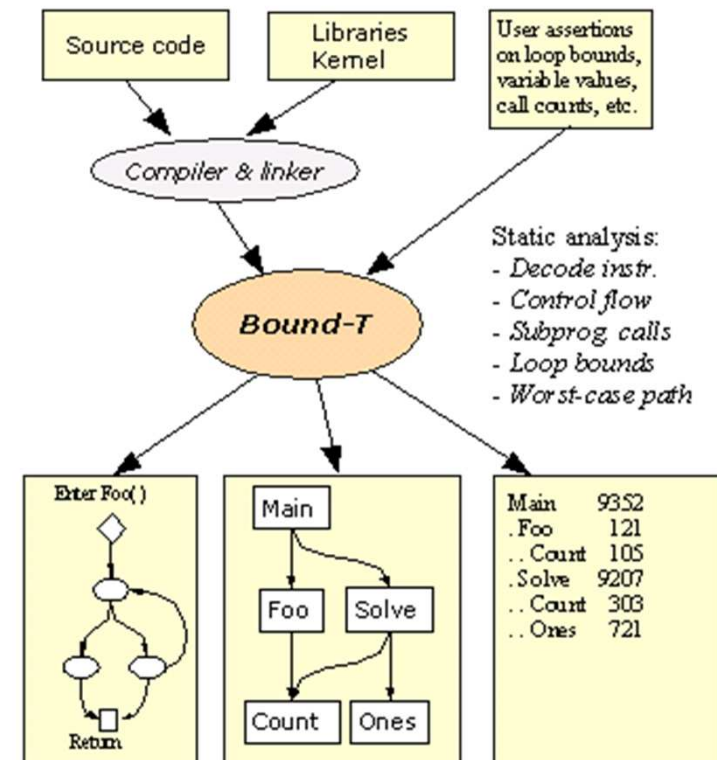 Source code
Libraries
Kernel
User assertions
on loop bounds,
variable values,
call counts, etc.
Compiler & linker
Bound-T
Static analysis:
- Decode instr.
- Control flow
- Subprog. calls
- Loop bounds
- Worst-case path
Enter Foo()
Return
Main
Foo
Solve
Count
Ones
Main 9352
. Foo 121
. . Count 105
. Solve 9207
. . Count 303
. . Ones 721